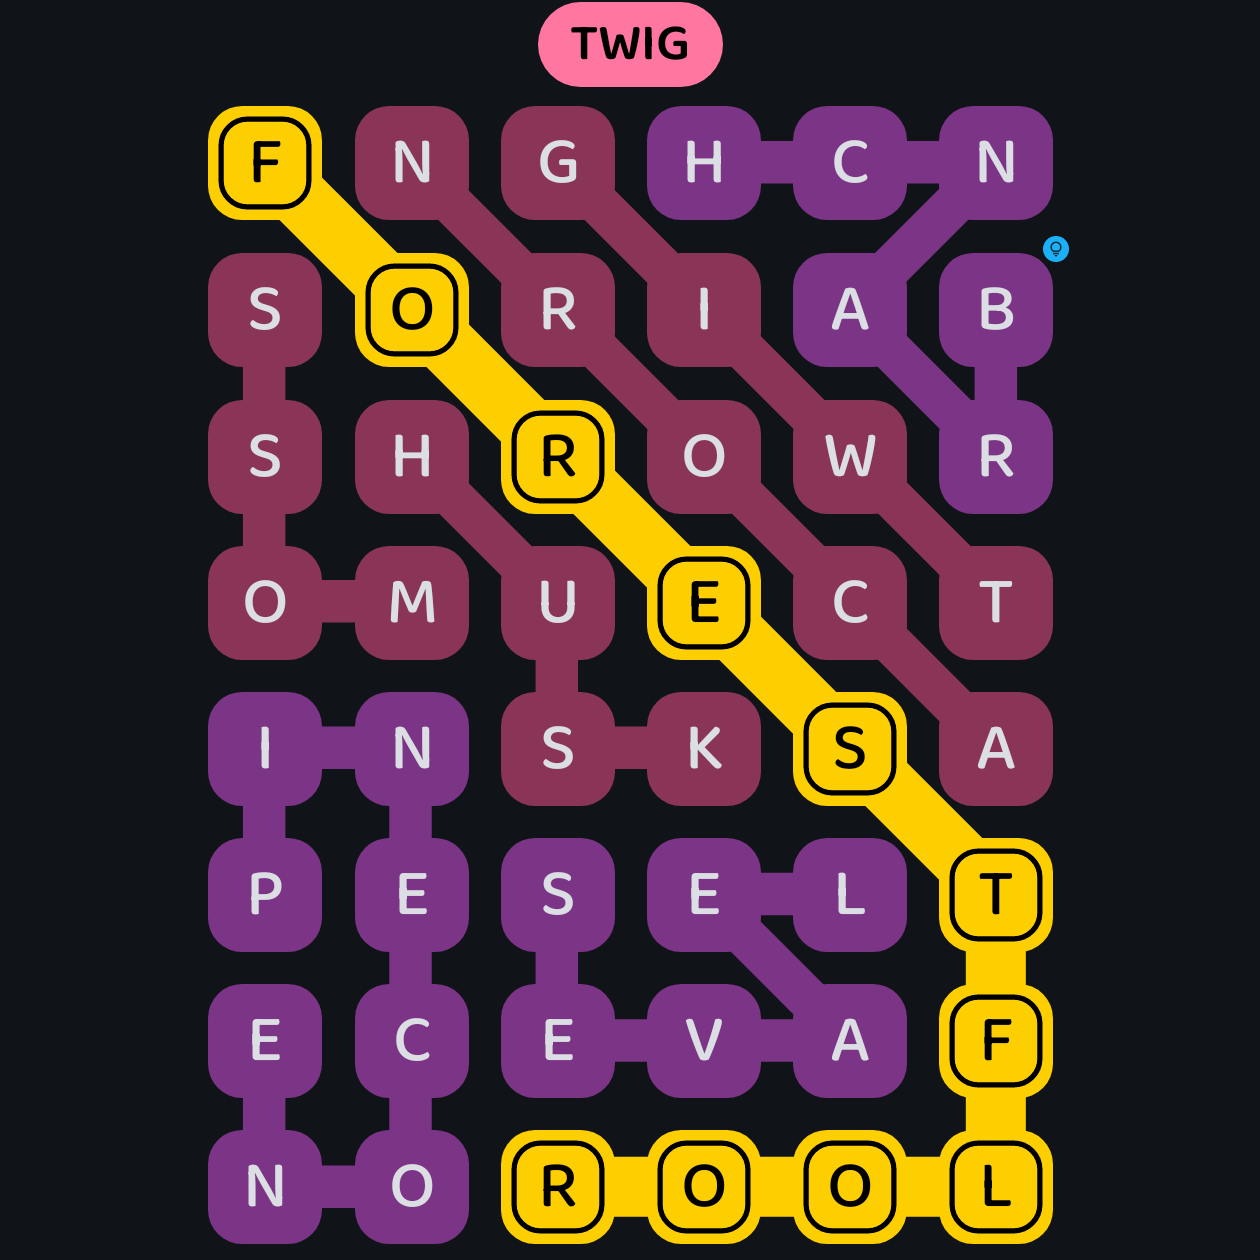 TWIG
F N G H C N
S O R I A B
S H R O W R
O M U E C T
I N S K S A
P E S E L T
E C E V A F
N O R O O L